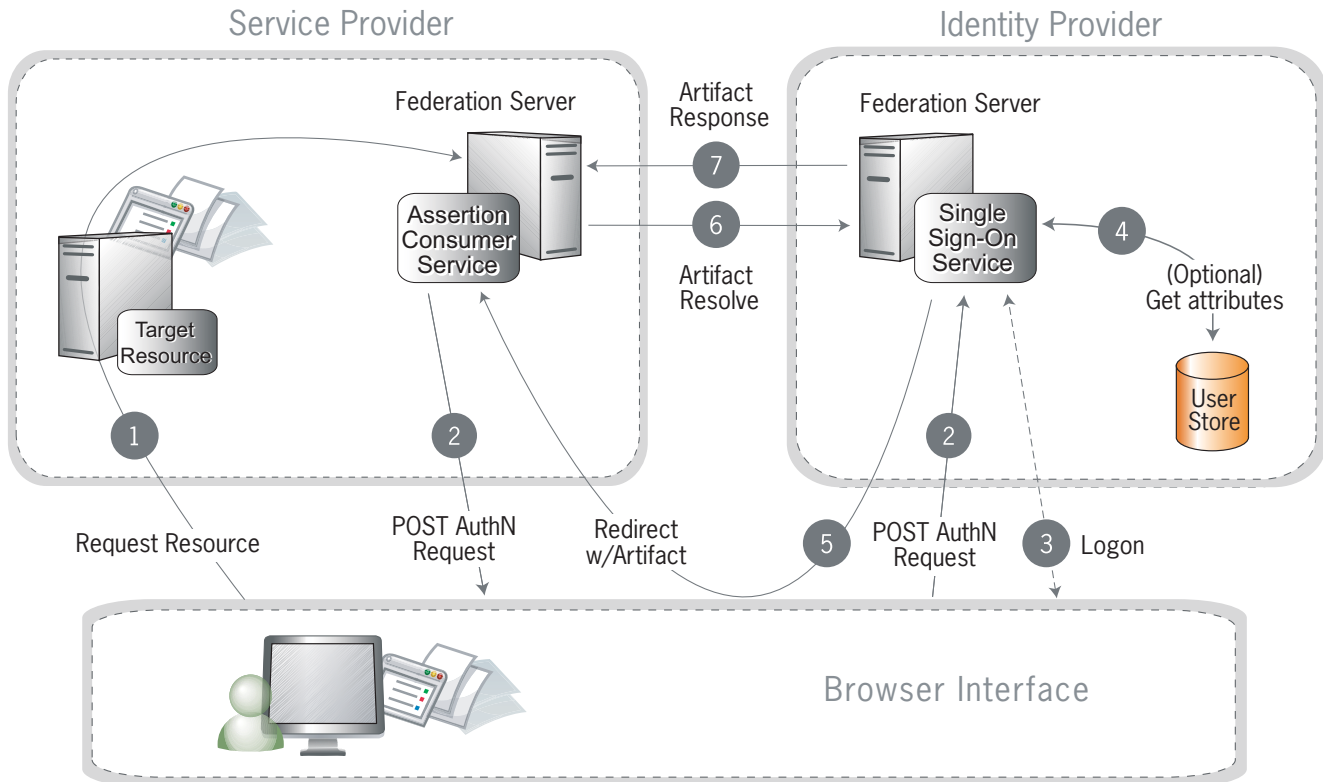 Service Provider
Identity Provider
Federation Server
Artifact
Response
Federation Server
7
Assertion
Consumer
Service
6
Single
Sign-On
Service
4
Artifact
Resolve
(Optional)
Get attributes
Target
Resource
User
Store
1
2
2
Request Resource
POST AuthN
Request
Redirect
w/Artifact
5
POST AuthN
Request
3
Logon
Browser Interface